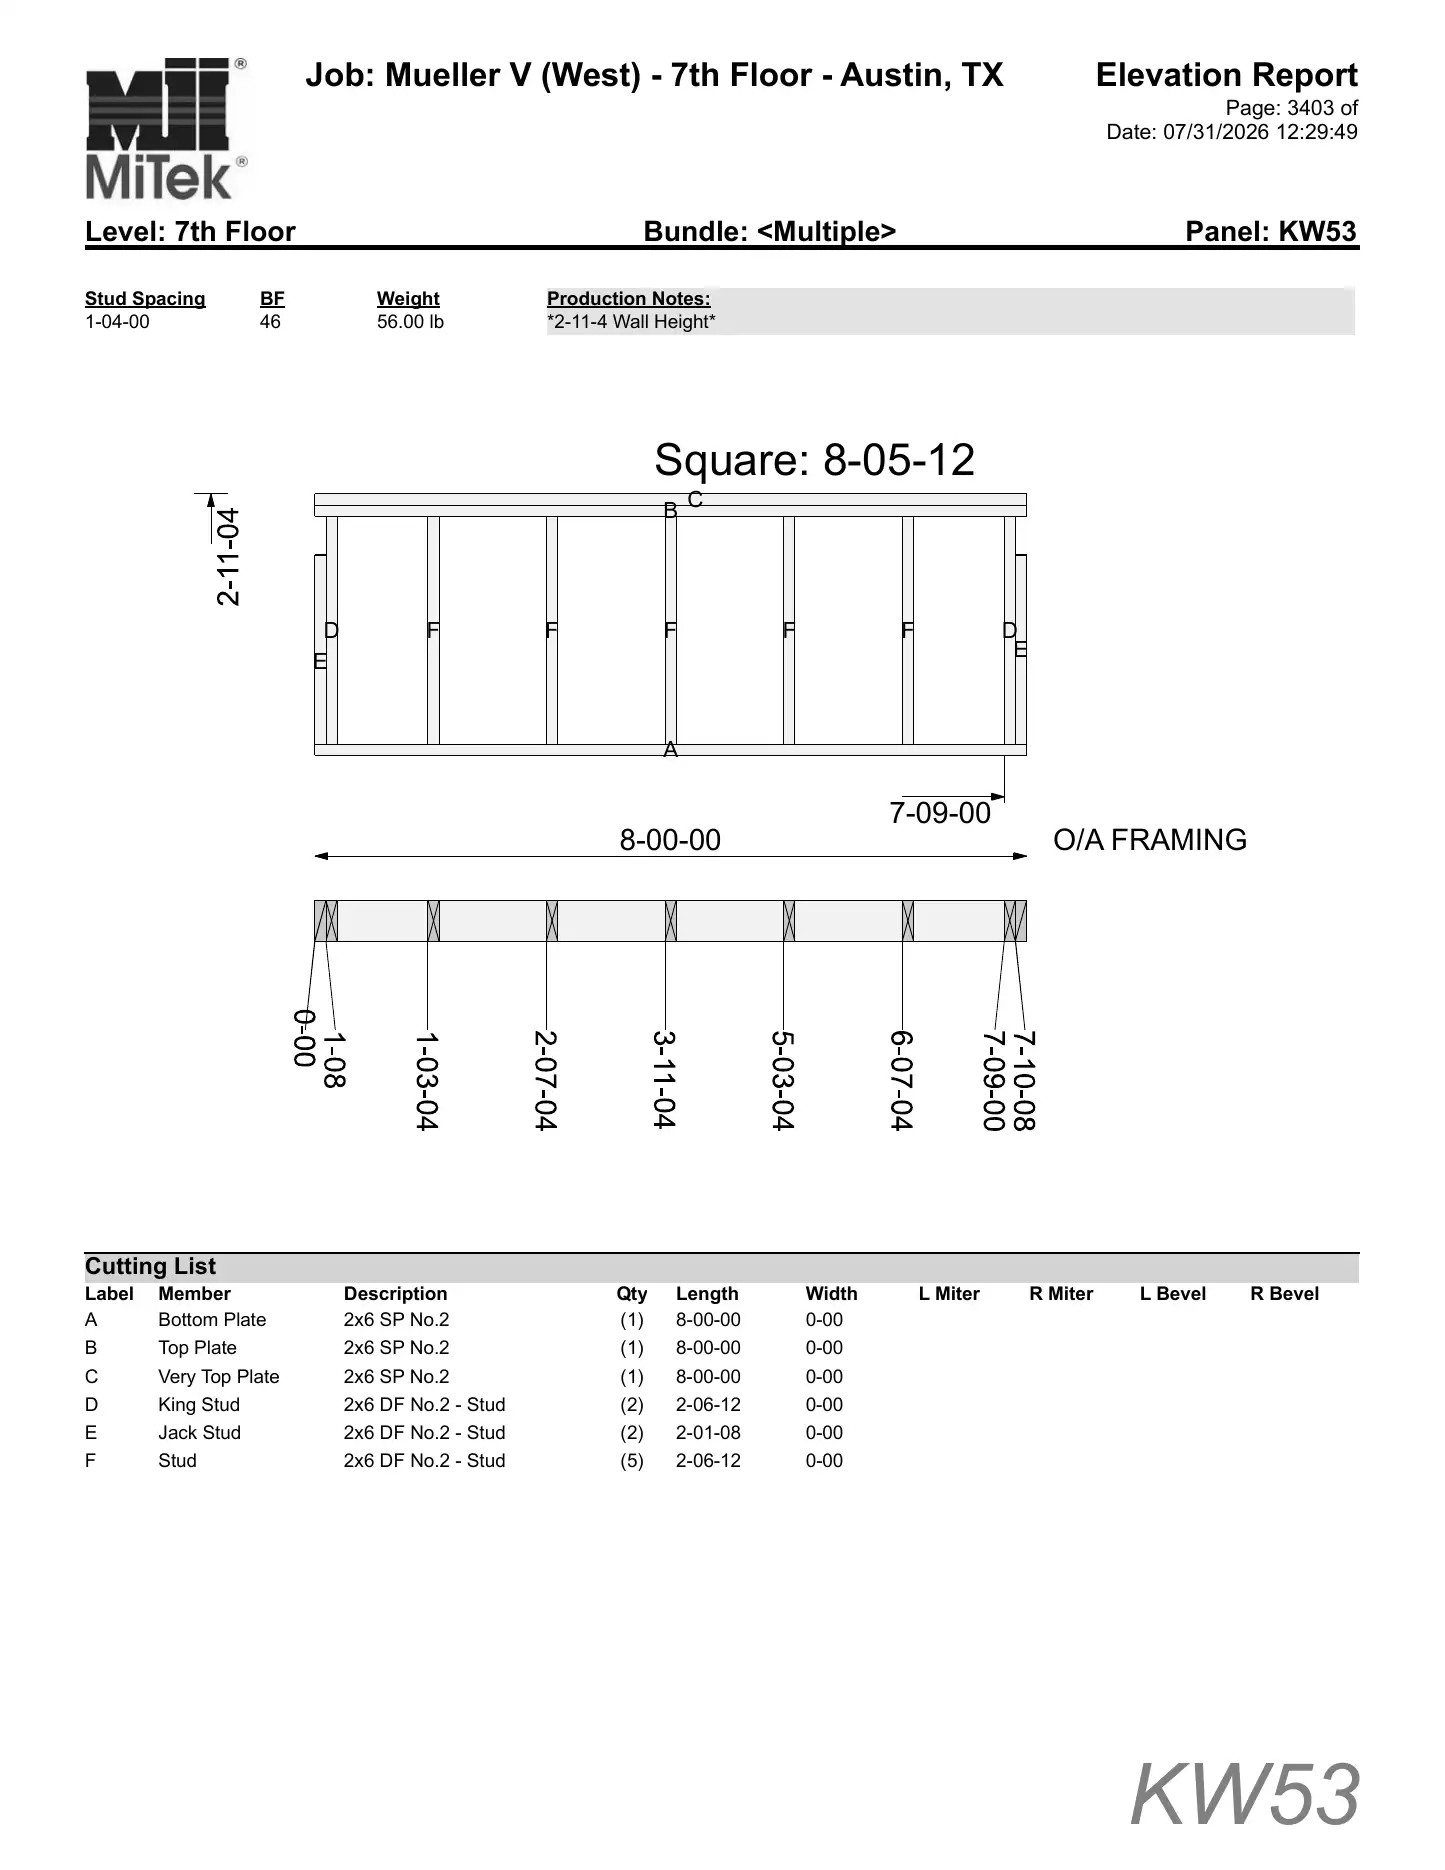 Job: Mueller V (West) - 7th Floor - Austin, TX
Elevation Report
Page: 3403 of
Date: 07/31/2026 12:29:49
MiTek®
Level: 7th Floor Bundle: <Multiple> Panel: KW53
Stud Spacing BF Weight Production Notes:
1-04-00 46 56.00 lb *2-11-4 Wall Height*
Square: 8-05-12
2-11-04
C
B
D F F F F F D
E E
A
7-09-00
8-00-00 O/A FRAMING
0-00 1-08 1-03-04 2-07-04 3-11-04 5-03-04 6-07-04 7-09-00 7-10-08
Cutting List
Label Member Description Qty Length Width L Miter R Miter L Bevel R Bevel
A Bottom Plate 2x6 SP No.2 (1) 8-00-00 0-00
B Top Plate 2x6 SP No.2 (1) 8-00-00 0-00
C Very Top Plate 2x6 SP No.2 (1) 8-00-00 0-00
D King Stud 2x6 DF No.2 - Stud (2) 2-06-12 0-00
E Jack Stud 2x6 DF No.2 - Stud (2) 2-01-08 0-00
F Stud 2x6 DF No.2 - Stud (5) 2-06-12 0-00
KW53